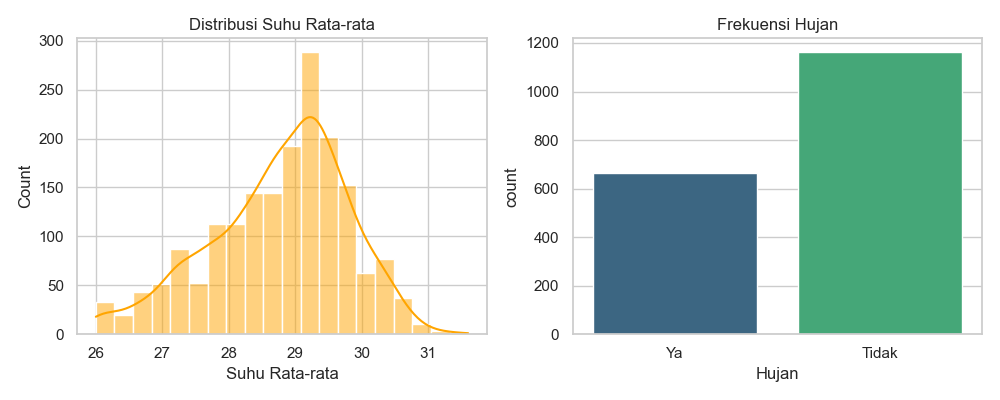 Distribusi Suhu Rata-rata
300
250
200
150
100
50
0
Count
26 27 28 29 30 31
Suhu Rata-rata
Frekuensi Hujan
1200
1000
800
600
400
200
0
count
Ya Tidak
Hujan